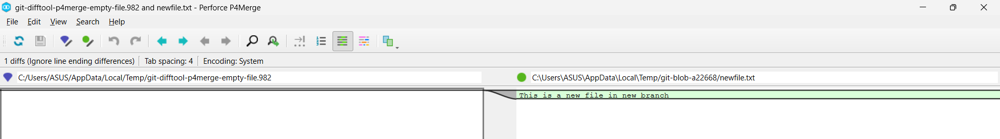 git-difftool-p4merge-empty-file.982 and newfile.txt - Perforce P4Merge
File Edit View Search Help
1 diffs (Ignore line ending differences) Tab spacing: 4 Encoding: System
C:/Users/ASUS/AppData/Local/Temp/git-difftool-p4merge-empty-file.982
C:\Users\ASUS\AppData\Local\Temp/git-blob-a22668/newfile.txt
This is a new file in new branch